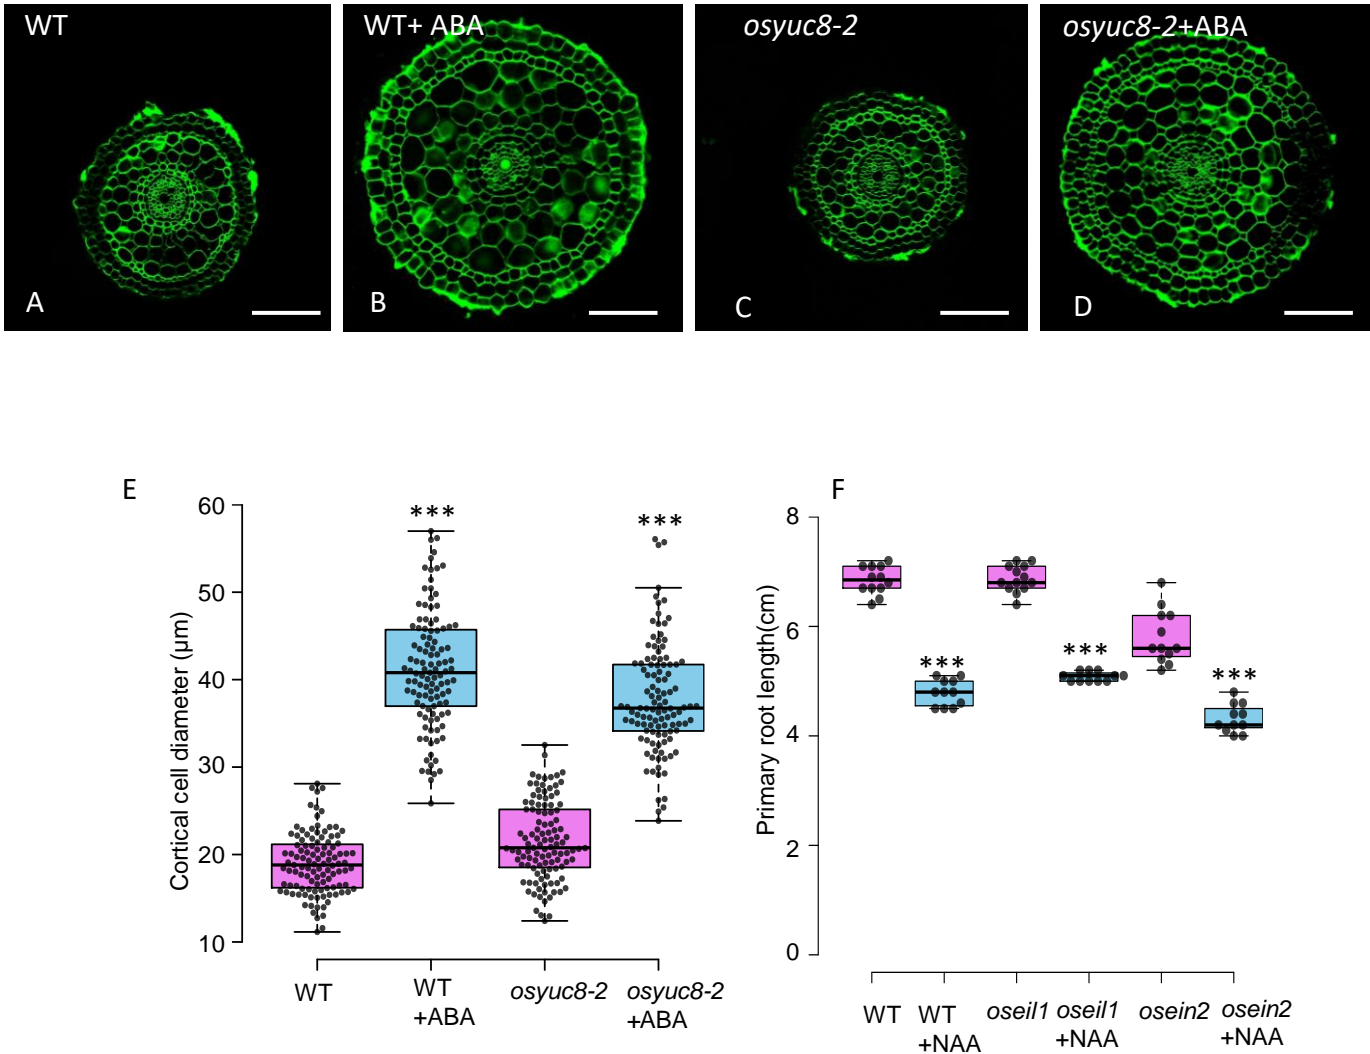 WT
WT+ ABA
osyuc8-2
osyuc8-2+ABA
A
B
C
D
E
60
50
40
30
20
10
Cortical cell diameter (μm)
***
***
WT
WT
+ABA
osyuc8-2
osyuc8-2
+ABA
F
8
6
4
2
0
Primary root length(cm)
***
***
***
WT
WT
+NAA
oseil1
oseil1
+NAA
osein2
osein2
+NAA